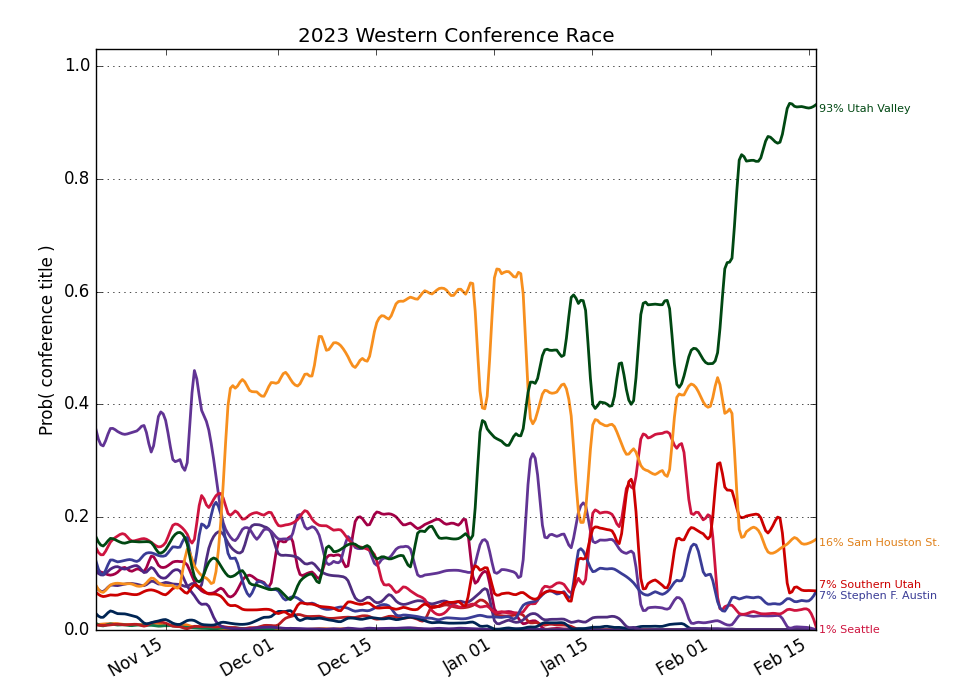 2023 Western Conference Race
Prob( conference title )
1.0
0.8
0.6
0.4
0.2
0.0
93% Utah Valley
16% Sam Houston St.
7% Southern Utah
7% Stephen F. Austin
1% Seattle
Nov 15
Dec 01
Dec 15
Jan 01
Jan 15
Feb 01
Feb 15